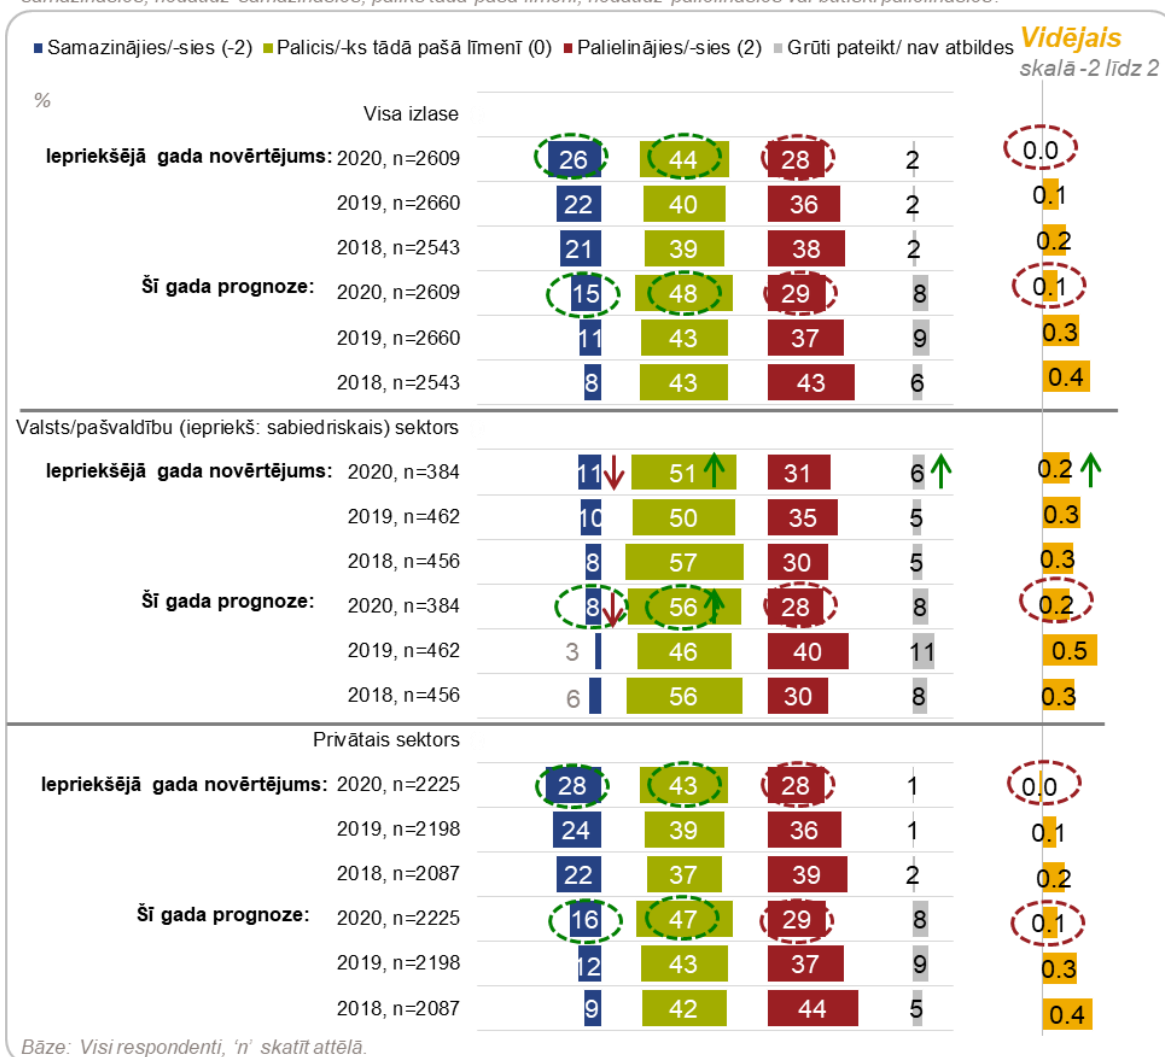 Samazinājies/-sies (-2) Palicis/-ks tādā pašā līmenī (0) Palielinājies/-sies (2) Grūti pateikt/ nav atbildes Vidējais
skalā -2 līdz 2
%
Visa izlase
Iepriekšējā gada novērtējums: 2020, n=2609 26 44 28 2 0.0
2019, n=2660 22 40 36 2 0.1
2018, n=2543 21 39 38 2 0.2
Šī gada prognoze: 2020, n=2609 15 48 29 8 0.1
2019, n=2660 11 43 37 9 0.3
2018, n=2543 8 43 43 6 0.4
Valsts/pašvaldību (iepriekš: sabiedriskais) sektors
Iepriekšējā gada novērtējums: 2020, n=384 11 51 31 6 0.2
2019, n=462 10 50 35 5 0.3
2018, n=456 8 57 30 5 0.3
Šī gada prognoze: 2020, n=384 8 56 28 8 0.2
2019, n=462 3 46 40 11 0.5
2018, n=456 6 56 30 8 0.3
Privātais sektors
Iepriekšējā gada novērtējums: 2020, n=2225 28 43 28 1 0.0
2019, n=2198 24 39 36 1 0.1
2018, n=2087 22 37 39 2 0.2
Šī gada prognoze: 2020, n=2225 16 47 29 8 0.1
2019, n=2198 12 43 37 9 0.3
2018, n=2087 9 42 44 5 0.4
Bāze: Visi respondenti, 'n' skatīt attēlā.